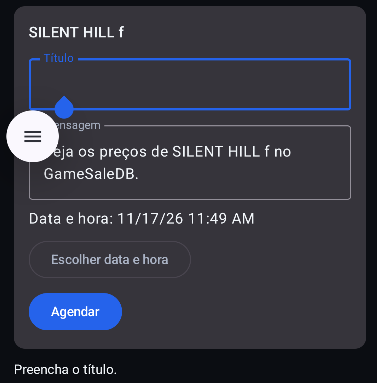 SILENT HILL f
Título
ensagem
eja os preços de SILENT HILL f no
GameSaleDB.
Data e hora: 11/17/26 11:49 AM
Escolher data e hora
Agendar
Preencha o título.